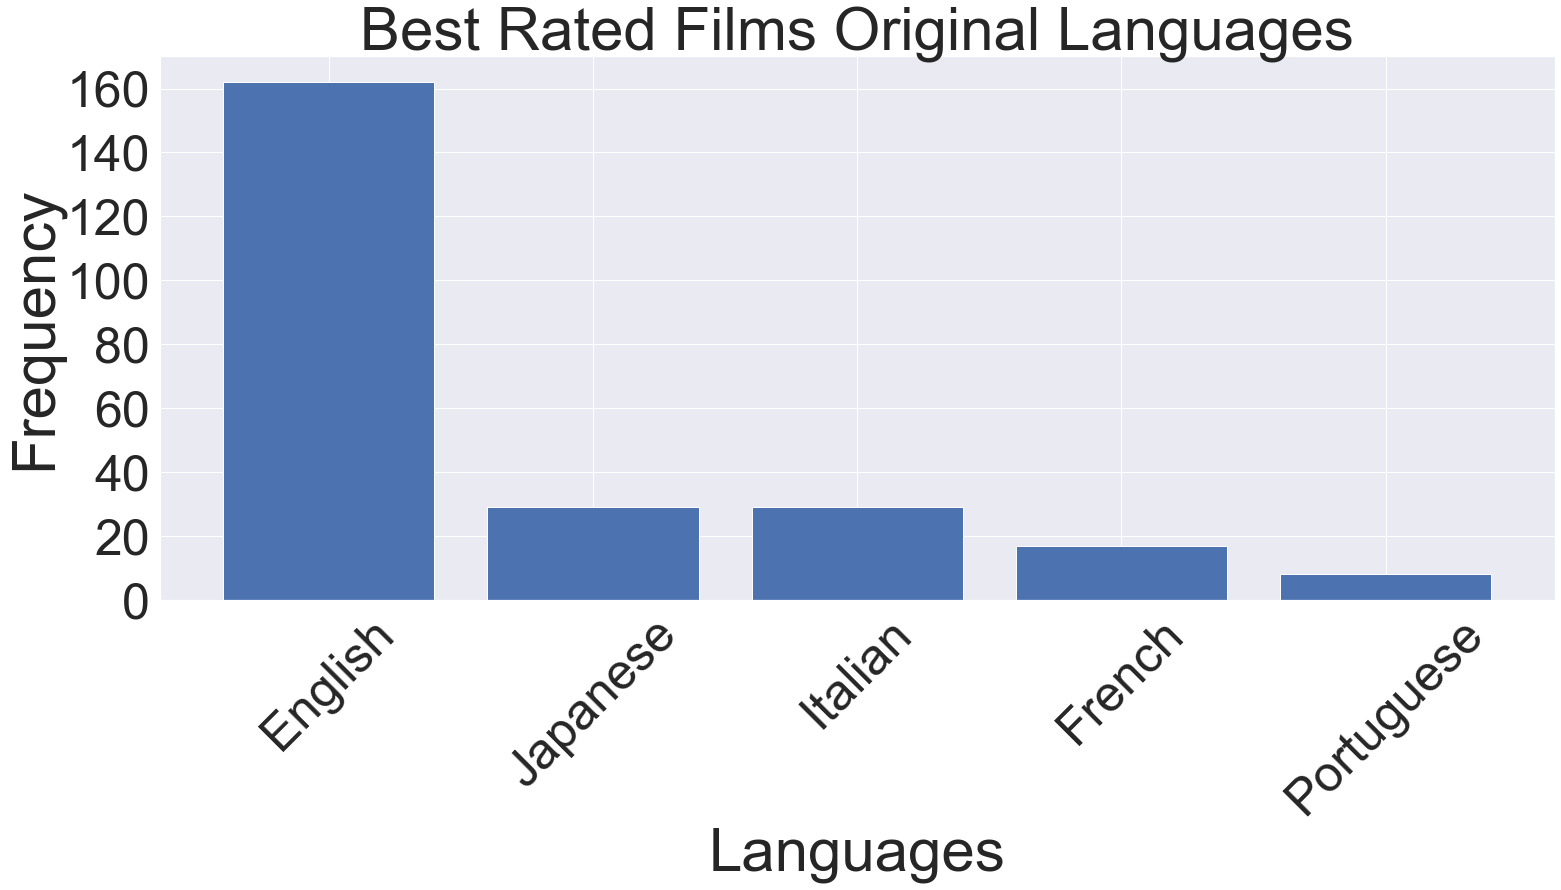 Best Rated Films Original Languages
Frequency
160
140
120
100
80
60
40
20
0
English
Japanese
Italian
French
Portuguese
Languages